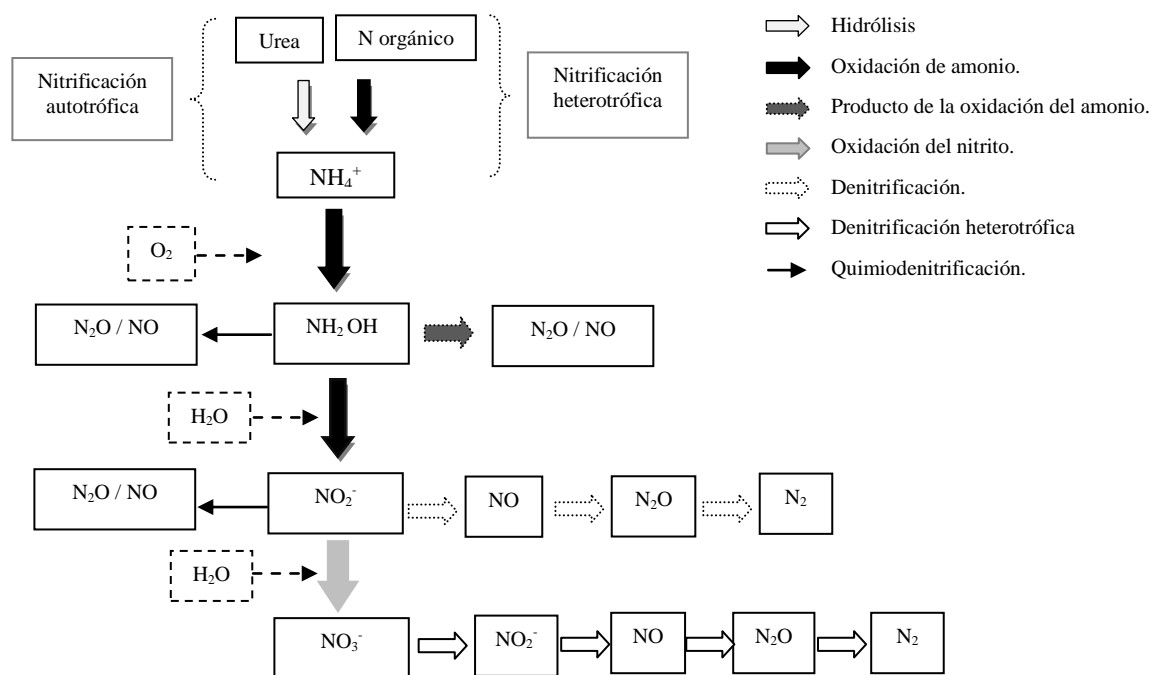 Urea
N orgánico
Nitrificación
autotrófica
Nitrificación
heterotrófica
NH₄⁺
O₂
N₂O / NO
NH₂ OH
N₂O / NO
H₂O
N₂O / NO
NO₂⁻
NO
N₂O
N₂
H₂O
NO₃⁻
NO₂⁻
NO
N₂O
N₂
Hidrólisis
Oxidación de amonio.
Producto de la oxidación del amonio.
Oxidación del nitrito.
Denitrificación.
Denitrificación heterotrófica
Quimiodenitrificación.